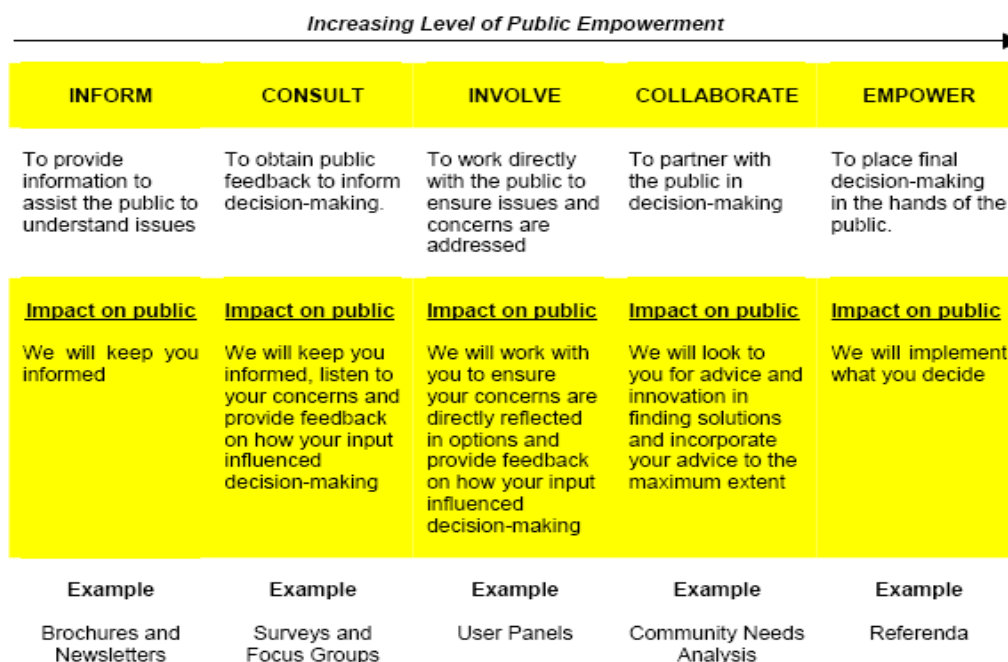 Increasing Level of Public Empowerment
INFORM
CONSULT
INVOLVE
COLLABORATE
EMPOWER
To provide
information to
assist the public to
understand issues
To obtain public
feedback to inform
decision-making.
To work directly
with the public to
ensure issues and
concerns are
addressed
To partner with
the public in
decision-making
To place final
decision-making
in the hands of the
public.
Impact on public
We will keep you
informed
Impact on public
We will keep you
informed, listen to
your concerns and
provide feedback
on how your input
influenced
decision-making
Impact on public
We will work with
you to ensure
your concerns are
directly reflected
in options and
provide feedback
on how your input
influenced
decision-making
Impact on public
We will look to
you for advice and
innovation in
finding solutions
and incorporate
your advice to the
maximum extent
Impact on public
We will implement
what you decide
Example
Brochures and
Newsletters
Example
Surveys and
Focus Groups
Example
User Panels
Example
Community Needs
Analysis
Example
Referenda